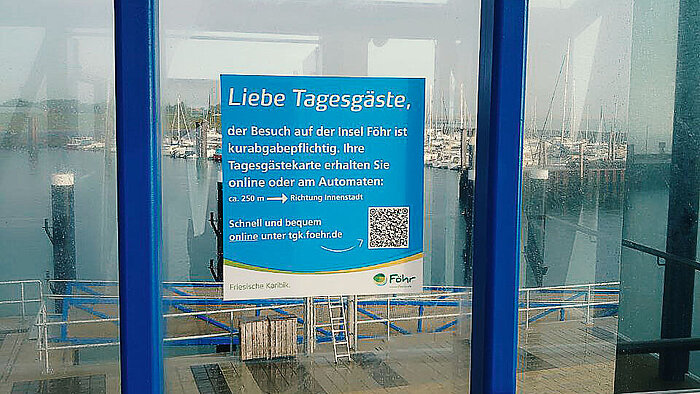 Liebe Tagesgäste,
der Besuch auf der Insel Föhr ist
kurabgabepflichtig. Ihre
Tagesgästekarte erhalten Sie
online oder am Automaten:
ca. 250 m → Richtung Innenstadt
Schnell und bequem
online unter tgk.foehr.de
Friesische Karibik.
Föhr